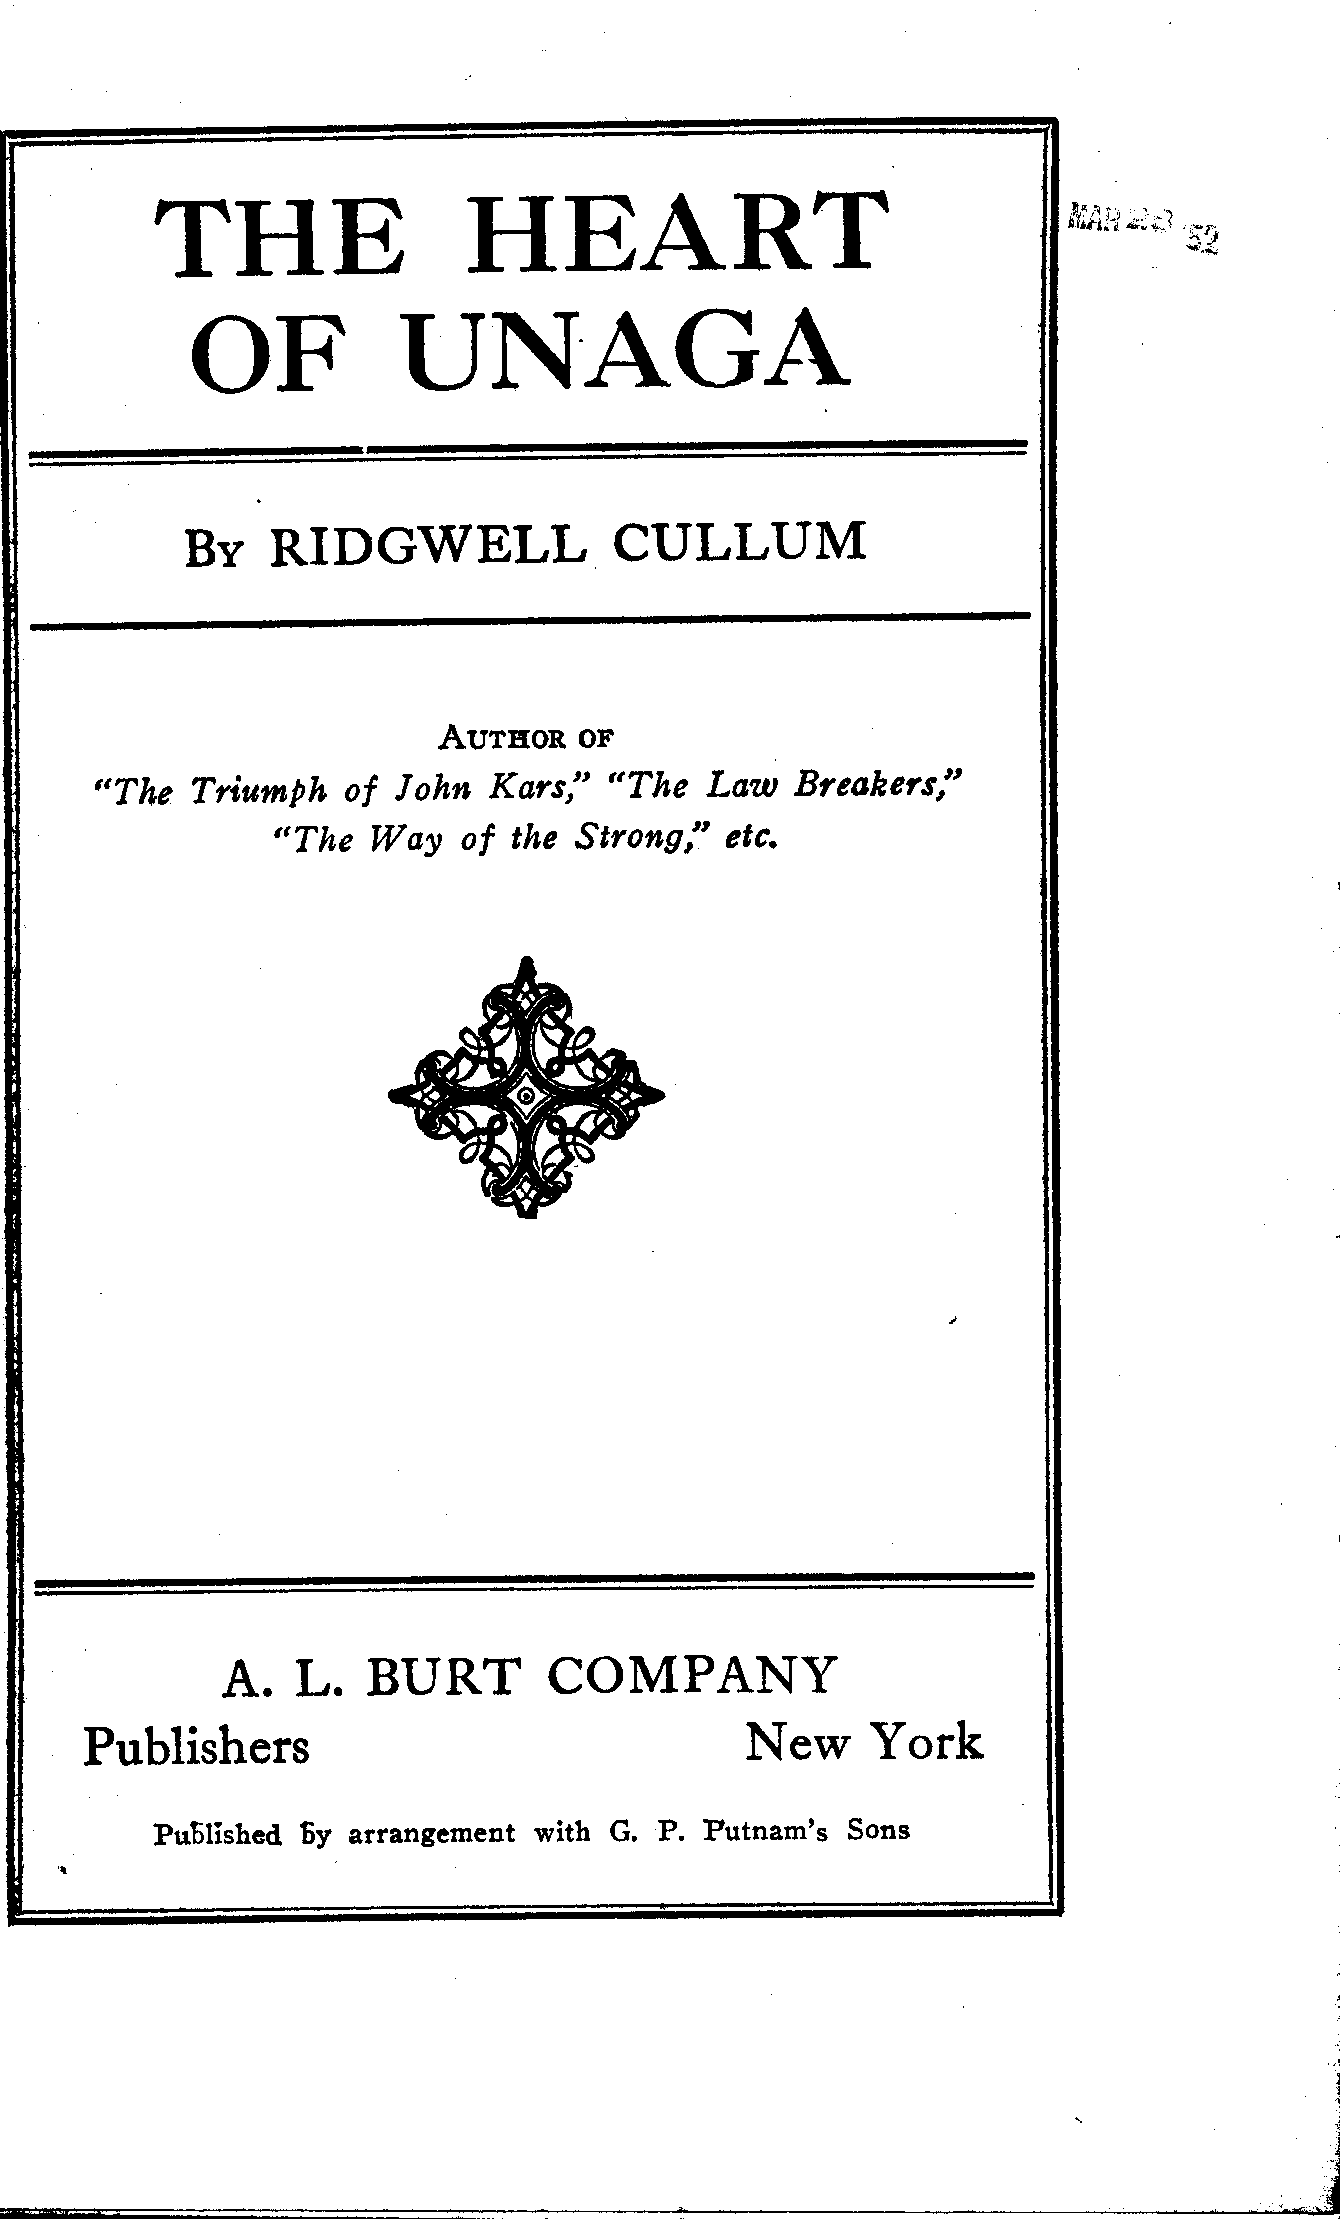 THE HEART
OF UNAGA
By RIDGWELL CULLUM
AUTHOR OF
“The Triumph of John Kars,” “The Law Breakers,”
“The Way of the Strong,” etc.
A. L. BURT COMPANY
Publishers New York
Published by arrangement with G. P. Putnam's Sons
MAR '52